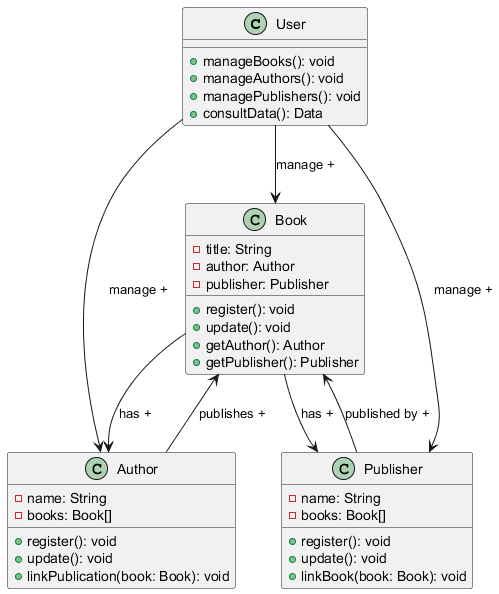 C User
manageBooks(): void
manageAuthors(): void
managePublishers(): void
consultData(): Data
manage +
C Book
title: String
author: Author
publisher: Publisher
register(): void
update(): void
getAuthor(): Author
getPublisher(): Publisher
manage +
manage +
has +
publishes +
has +
published by +
C Author
name: String
books: Book[]
register(): void
update(): void
linkPublication(book: Book): void
C Publisher
name: String
books: Book[]
register(): void
update(): void
linkBook(book: Book): void